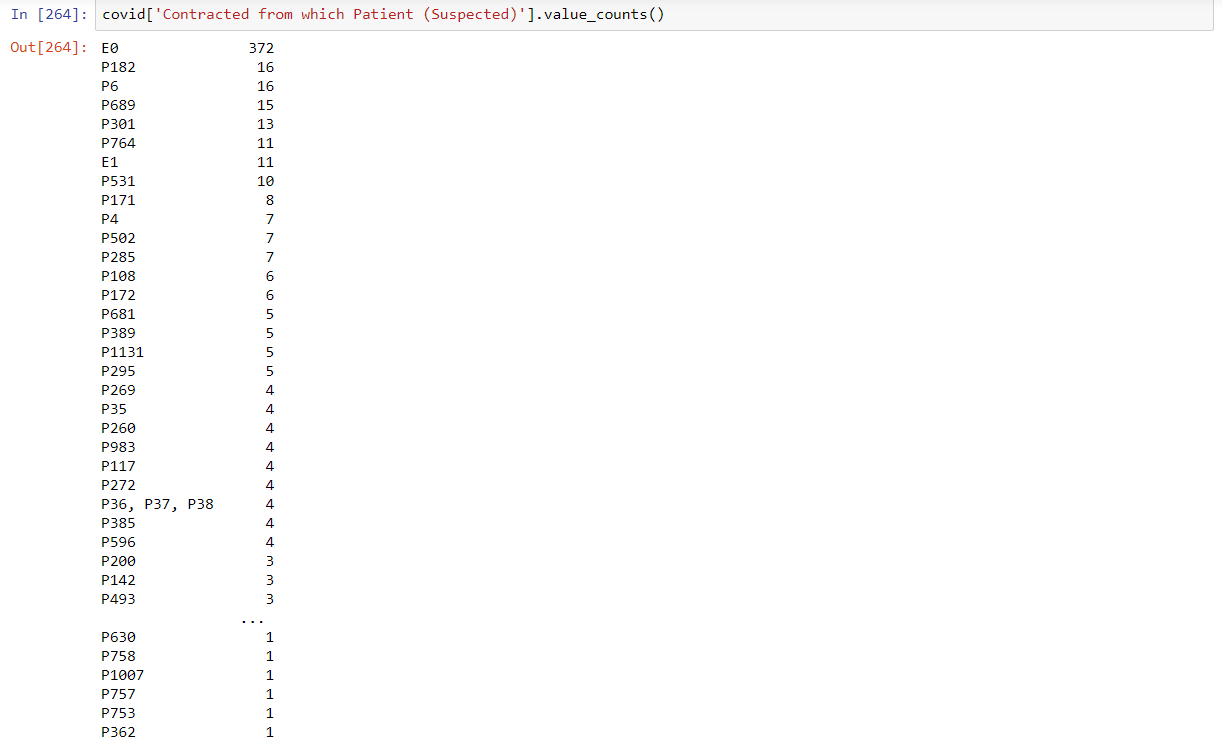 In [264]: covid['Contracted from which Patient (Suspected)'].value_counts()
Out[264]: E0 372
P182 16
P6 16
P689 15
P301 13
P764 11
E1 11
P531 10
P171 8
P4 7
P502 7
P285 7
P108 6
P172 6
P681 5
P389 5
P1131 5
P295 5
P269 4
P35 4
P260 4
P983 4
P117 4
P272 4
P36, P37, P38 4
P385 4
P596 4
P200 3
P142 3
P493 3
...
P630 1
P758 1
P1007 1
P757 1
P753 1
P362 1